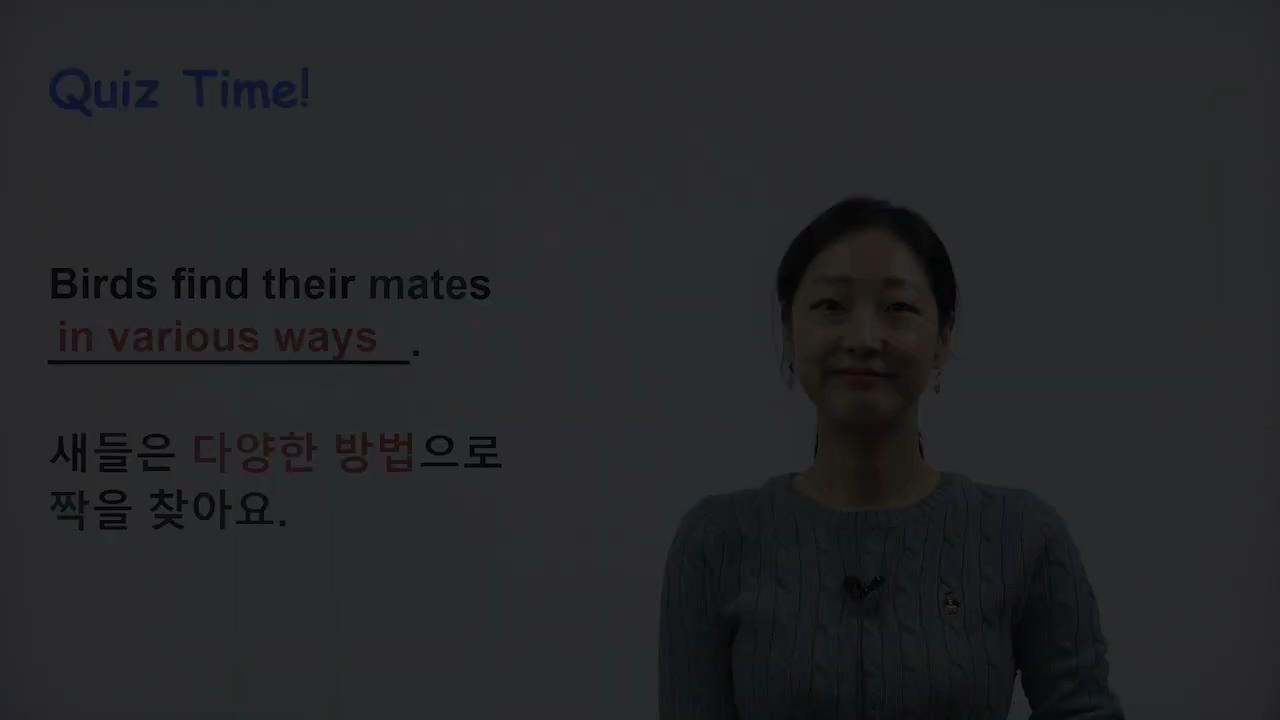 Quiz Time!
Birds find their mates
in various ways.
새들은 다양한 방법으로
짝을 찾아요.